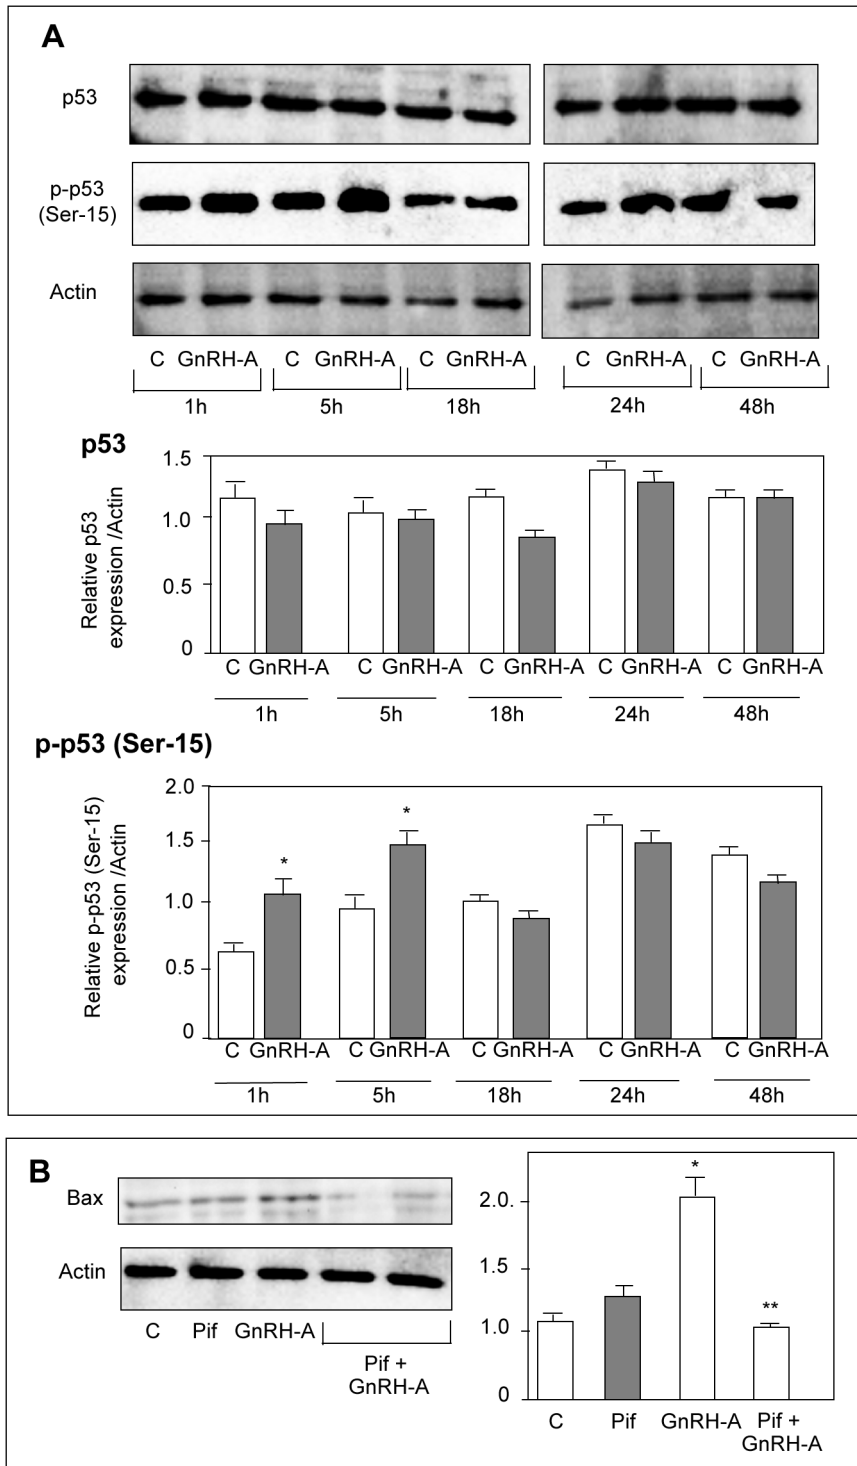 A
p53
p-p53
(Ser-15)
Actin
C GnRH-A C GnRH-A C GnRH-A C GnRH-A C GnRH-A
1h 5h 18h 24h 48h
p53
Relative p53
expression /Actin
1.5
1.0
0.5
0
C GnRH-A C GnRH-A C GnRH-A C GnRH-A C GnRH-A
1h 5h 18h 24h 48h
p-p53 (Ser-15)
Relative p-p53 (Ser-15)
expression /Actin
2.0
1.5
1.0
0.5
0
* *
C GnRH-A C GnRH-A C GnRH-A C GnRH-A C GnRH-A
1h 5h 18h 24h 48h
B
Bax
Actin
C Pif GnRH-A
Pif +
GnRH-A
2.0.
1.5
1.0
0
*
**
C Pif GnRH-A Pif +
GnRH-A